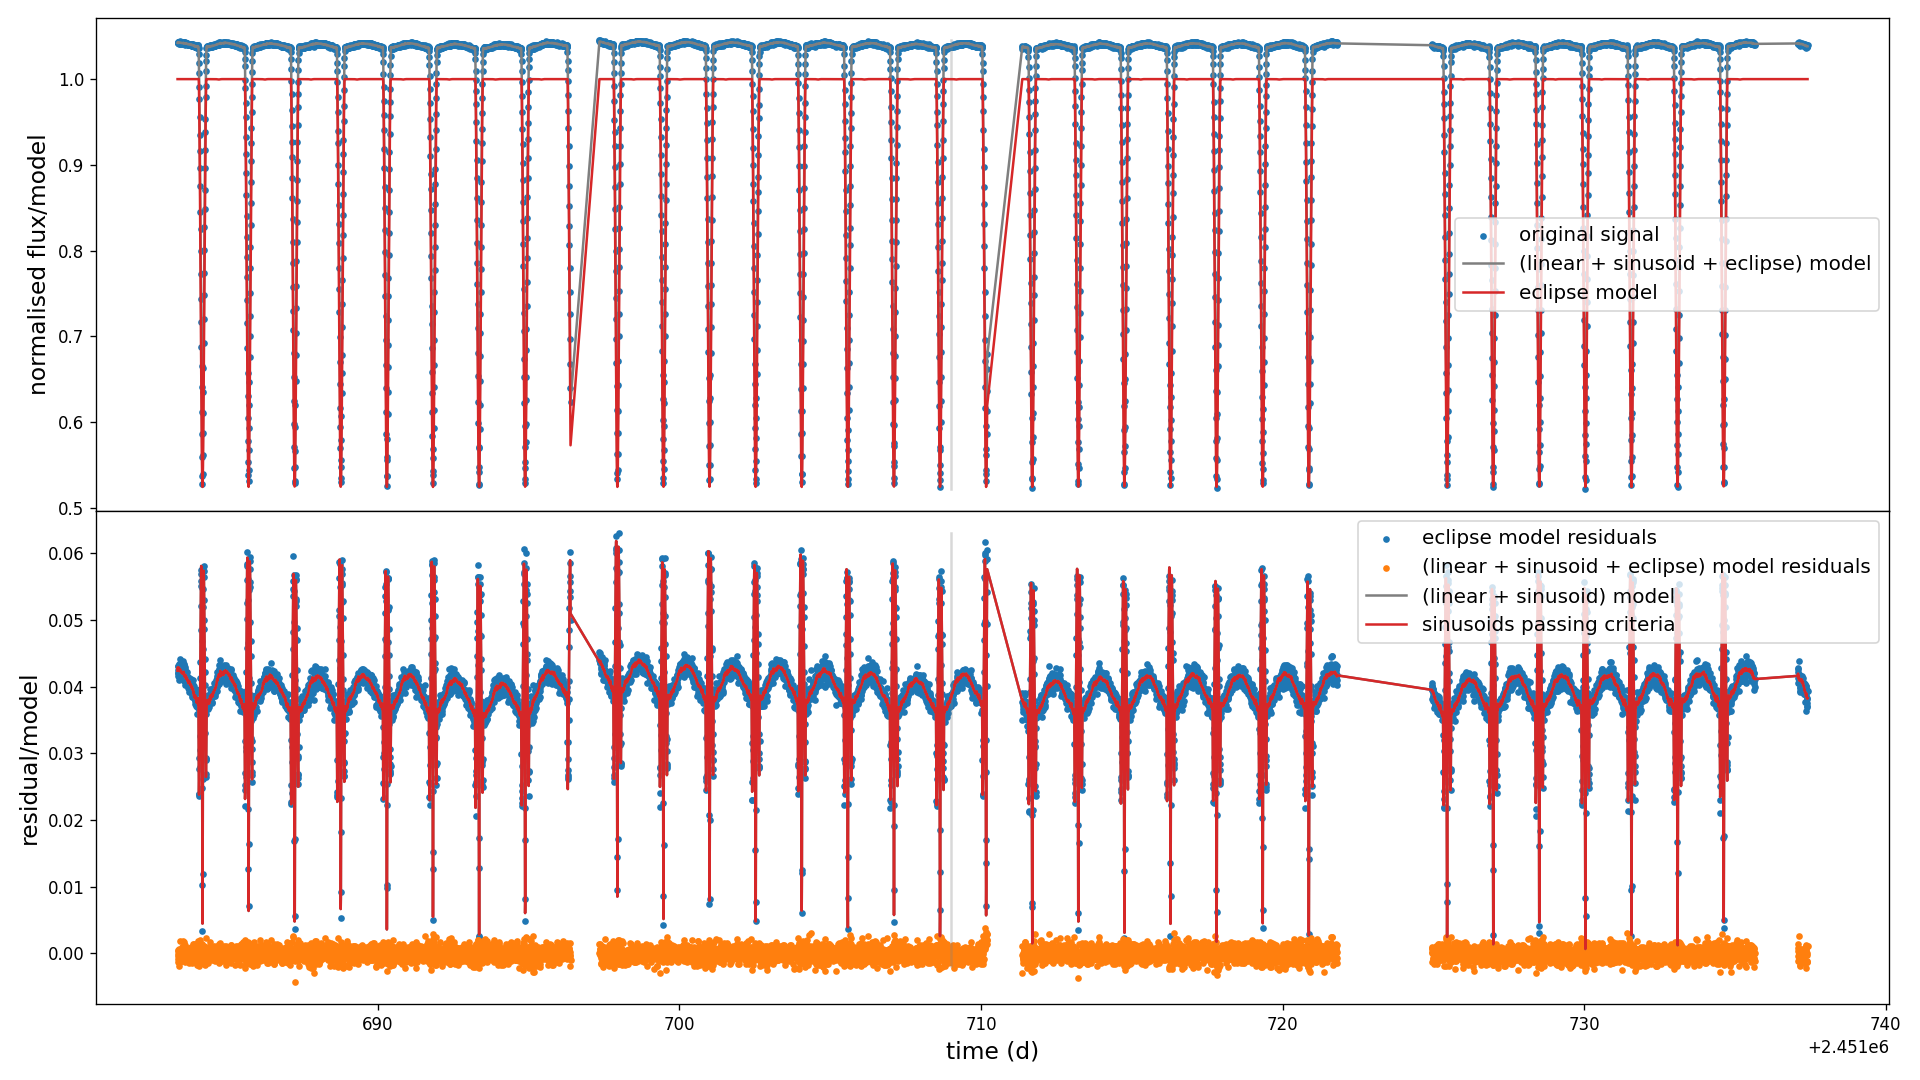 normalised flux/model
1.0
0.9
0.8
0.7
0.6
0.5
original signal
(linear + sinusoid + eclipse) model
eclipse model
residual/model
0.06
0.05
0.04
0.03
0.02
0.01
0.00
eclipse model residuals
(linear + sinusoid + eclipse) model residuals
(linear + sinusoid) model
sinusoids passing criteria
690
700
710
720
730
740
time (d)
+2.451e6